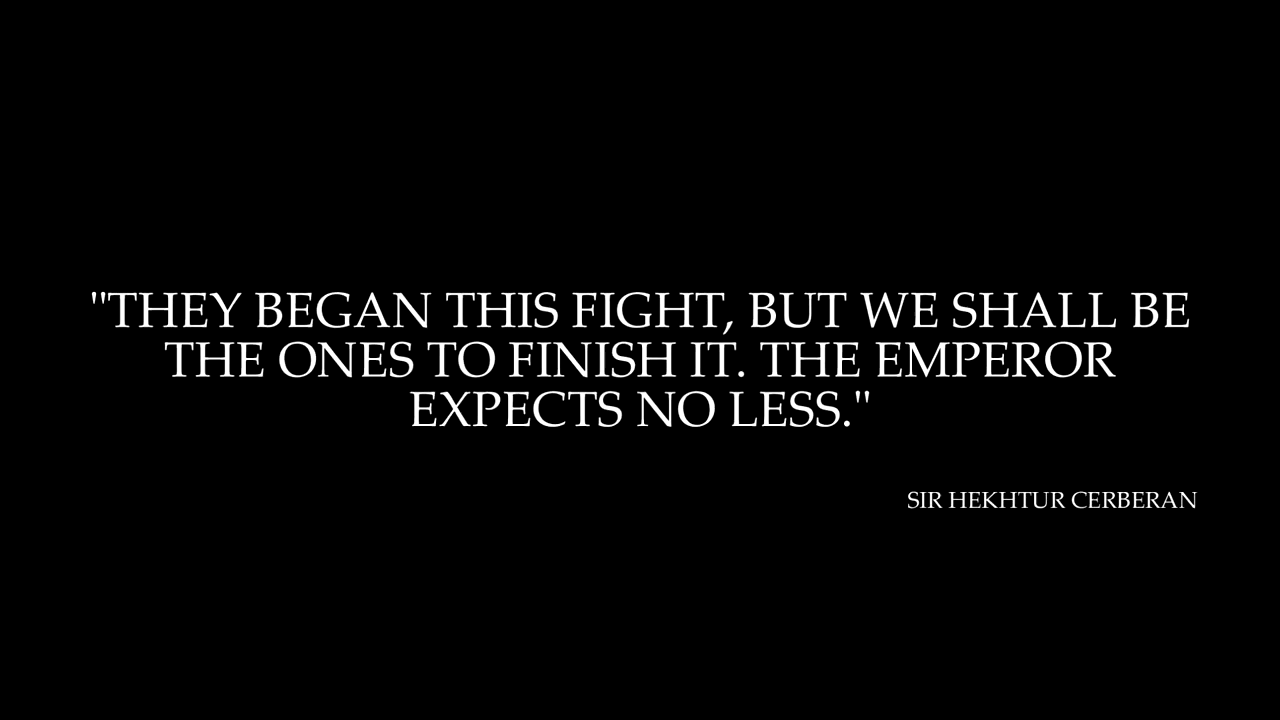 "THEY BEGAN THIS FIGHT, BUT WE SHALL BE
THE ONES TO FINISH IT. THE EMPEROR
EXPECTS NO LESS."
SIR HEKHTUR CERBERAN